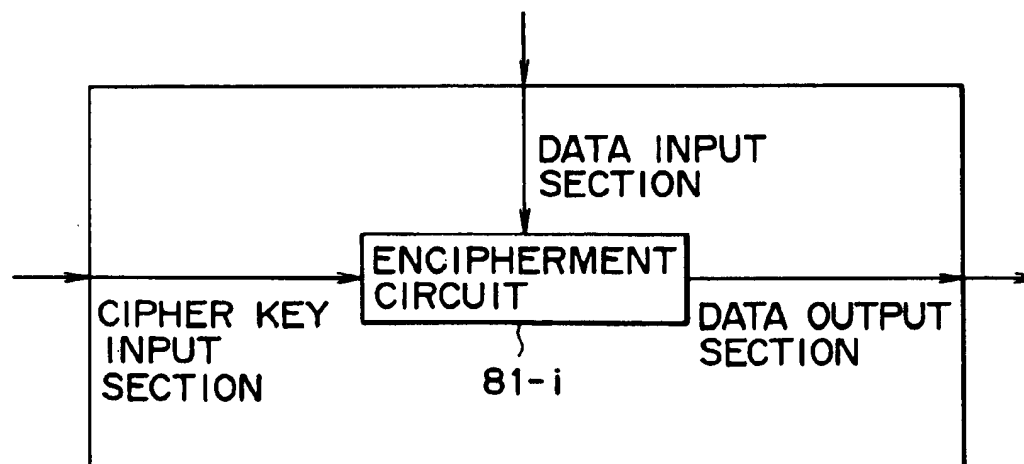 DATA INPUT
SECTION
ENCIPHERMENT
CIRCUIT
CIPHER KEY
INPUT
SECTION
DATA OUTPUT
SECTION
81-i